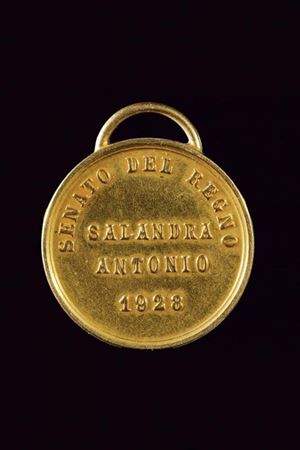 SENATO DEL REGNO
SALANDRA
ANTONIO
1928